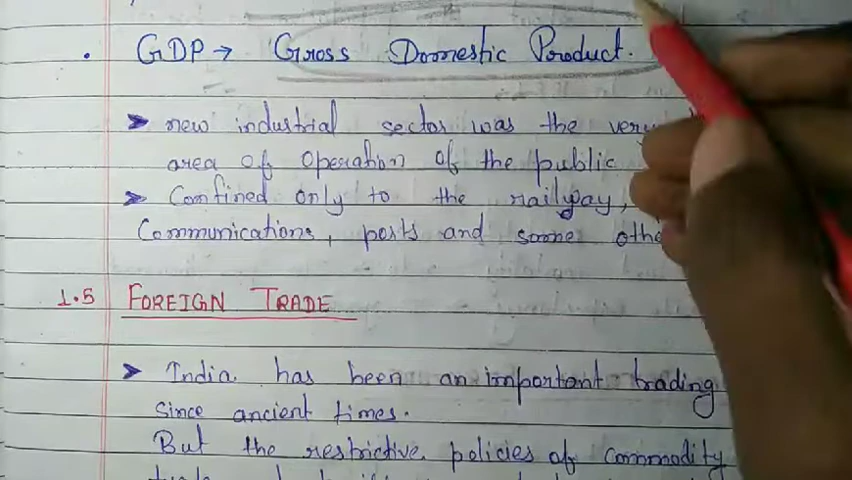 • GDP → Gross Domestic Product.
➤ new industrial sector was the very
area of operation of the public
➤ Confined only to the railyay,
Communications, ports and some othe
1.5 FOREIGN TRADE
➤ India has been an important trading
Since ancient times.
But the restrictive policies of commodity